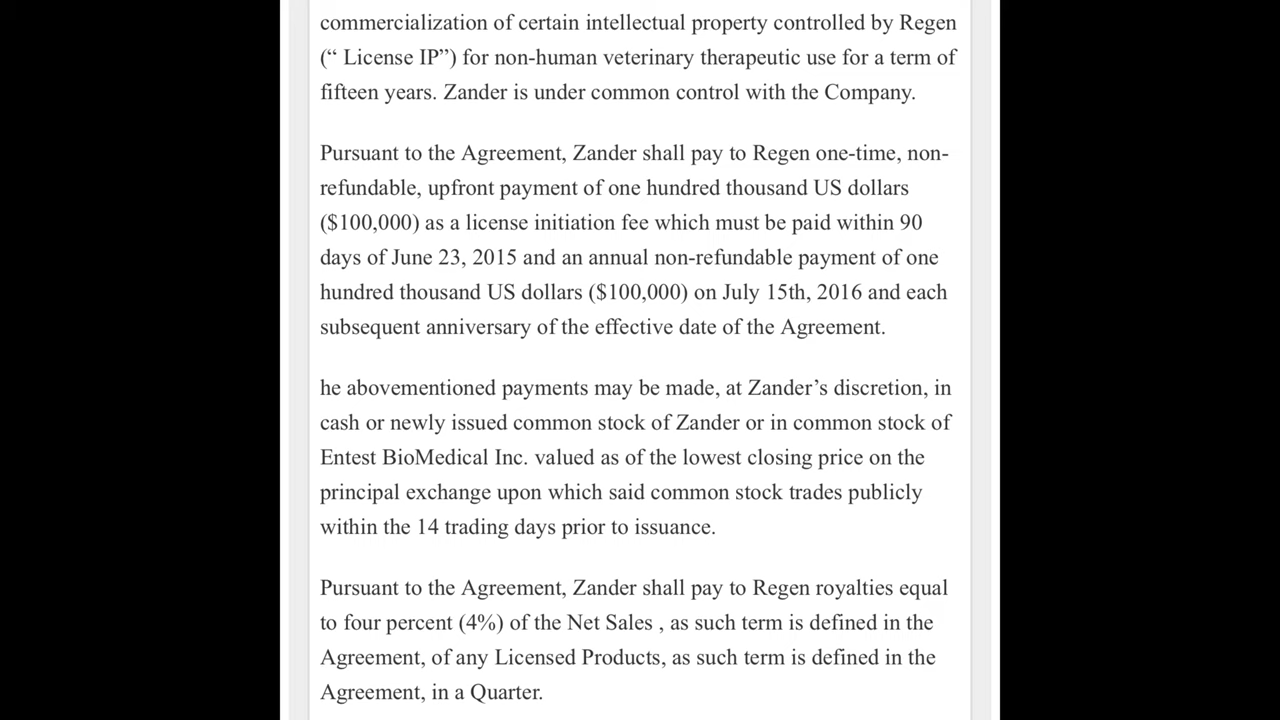 commercialization of certain intellectual property controlled by Regen
(“ License IP”) for non-human veterinary therapeutic use for a term of
fifteen years. Zander is under common control with the Company.
Pursuant to the Agreement, Zander shall pay to Regen one-time, non-
refundable, upfront payment of one hundred thousand US dollars
($100,000) as a license initiation fee which must be paid within 90
days of June 23, 2015 and an annual non-refundable payment of one
hundred thousand US dollars ($100,000) on July 15th, 2016 and each
subsequent anniversary of the effective date of the Agreement.
he abovementioned payments may be made, at Zander’s discretion, in
cash or newly issued common stock of Zander or in common stock of
Entest BioMedical Inc. valued as of the lowest closing price on the
principal exchange upon which said common stock trades publicly
within the 14 trading days prior to issuance.
Pursuant to the Agreement, Zander shall pay to Regen royalties equal
to four percent (4%) of the Net Sales , as such term is defined in the
Agreement, of any Licensed Products, as such term is defined in the
Agreement, in a Quarter.